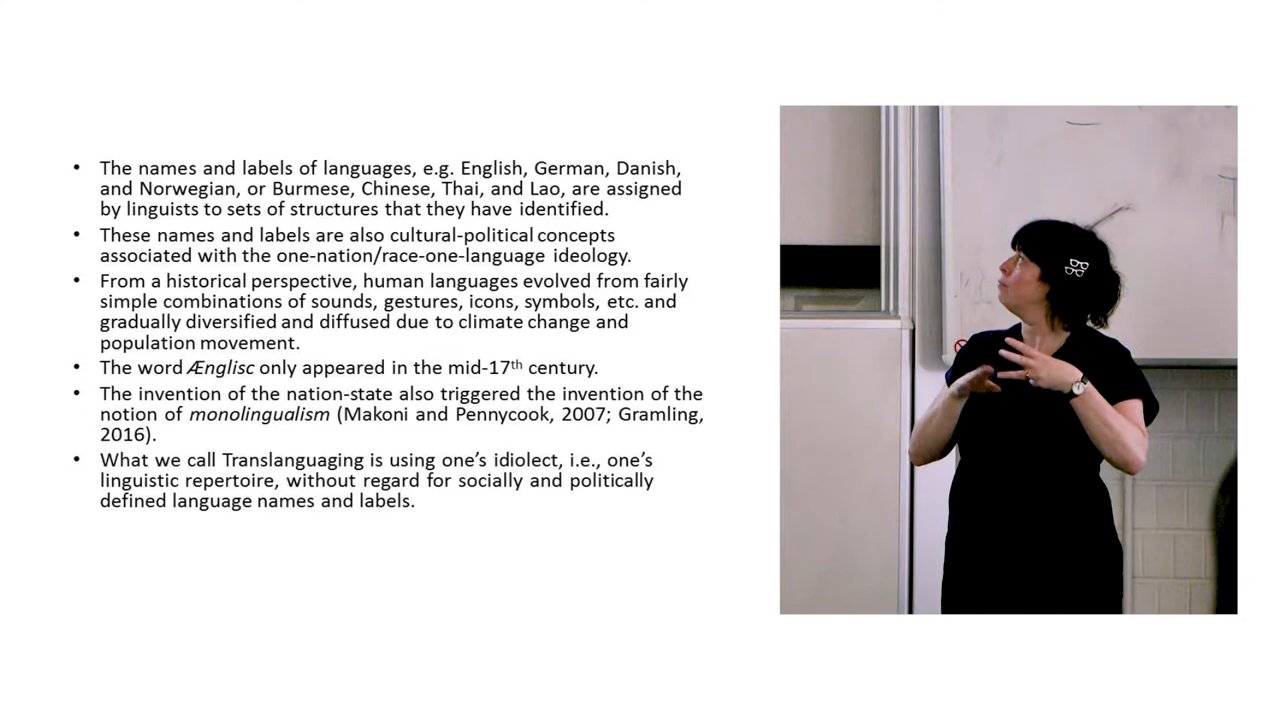 • The names and labels of languages, e.g. English, German, Danish,
and Norwegian, or Burmese, Chinese, Thai, and Lao, are assigned
by linguists to sets of structures that they have identified.
• These names and labels are also cultural-political concepts
associated with the one-nation/race-one-language ideology.
• From a historical perspective, human languages evolved from fairly
simple combinations of sounds, gestures, icons, symbols, etc. and
gradually diversified and diffused due to climate change and
population movement.
• The word Ænglisc only appeared in the mid-17th century.
• The invention of the nation-state also triggered the invention of the
notion of monolingualism (Makoni and Pennycook, 2007; Gramling,
2016).
• What we call Translanguaging is using one’s idiolect, i.e., one’s
linguistic repertoire, without regard for socially and politically
defined language names and labels.